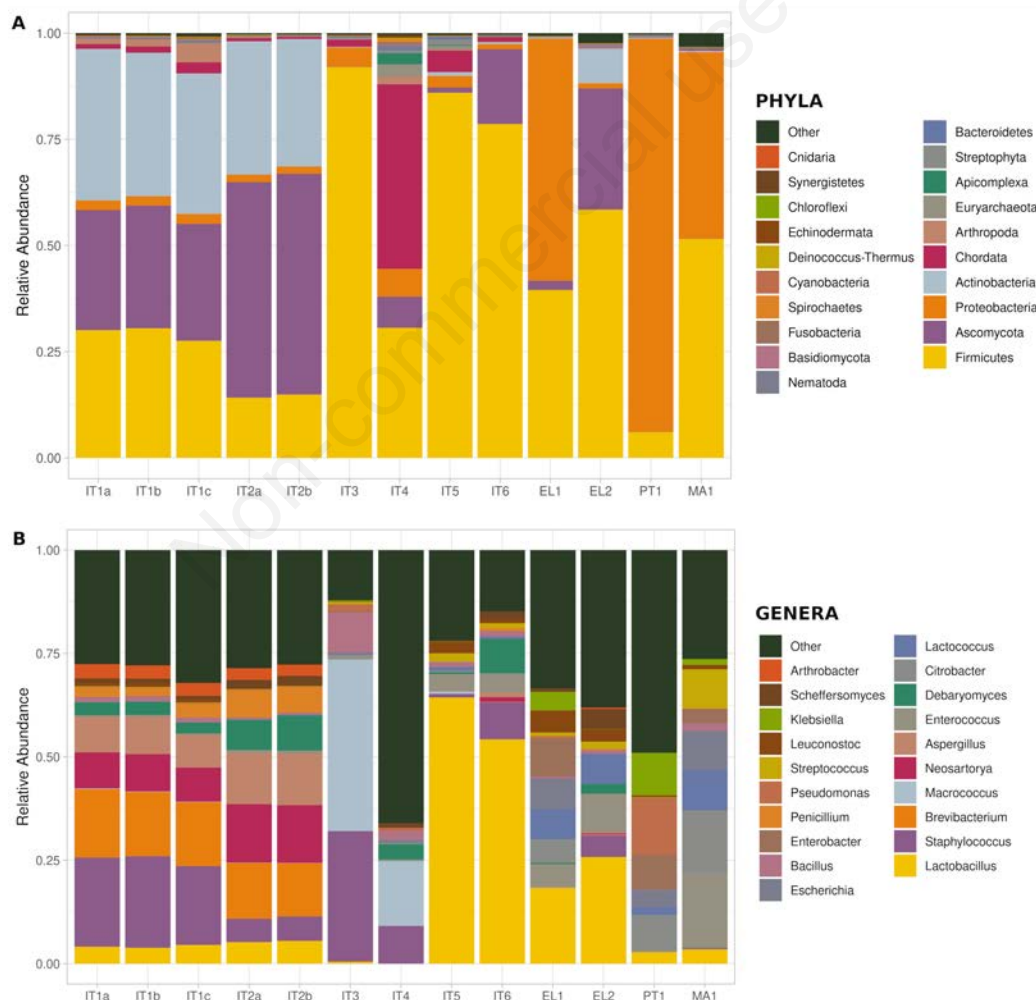 A
1.00
0.75
0.50
0.25
0.00
Relative Abundance
IT1a IT1b IT1c IT2a IT2b IT3 IT4 IT5 IT6 EL1 EL2 PT1 MA1
PHYLA
Other
Cnidaria
Synergistetes
Chloroflexi
Echinodermata
Deinococcus-Thermus
Cyanobacteria
Spirochaetes
Fusobacteria
Basidiomycota
Nematoda
Bacteroidetes
Streptophyta
Apicomplexa
Euryarchaeota
Arthropoda
Chordata
Actinobacteria
Proteobacteria
Ascomycota
Firmicutes
Non-commercial use
B
1.00
0.75
0.50
0.25
0.00
Relative Abundance
IT1a IT1b IT1c IT2a IT2b IT3 IT4 IT5 IT6 EL1 EL2 PT1 MA1
GENERA
Other
Arthrobacter
Scheffersomyces
Klebsiella
Leuconostoc
Streptococcus
Pseudomonas
Penicillium
Enterobacter
Bacillus
Escherichia
Lactococcus
Citrobacter
Debaryomyces
Enterococcus
Aspergillus
Neosartorya
Macrococcus
Brevibacterium
Staphylococcus
Lactobacillus